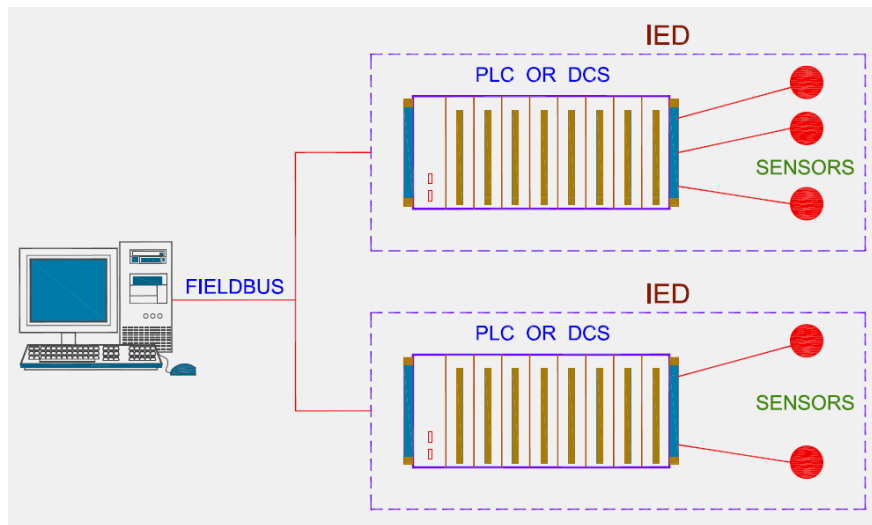 IED
PLC OR DCS
SENSORS
FIELDBUS
IED
PLC OR DCS
SENSORS